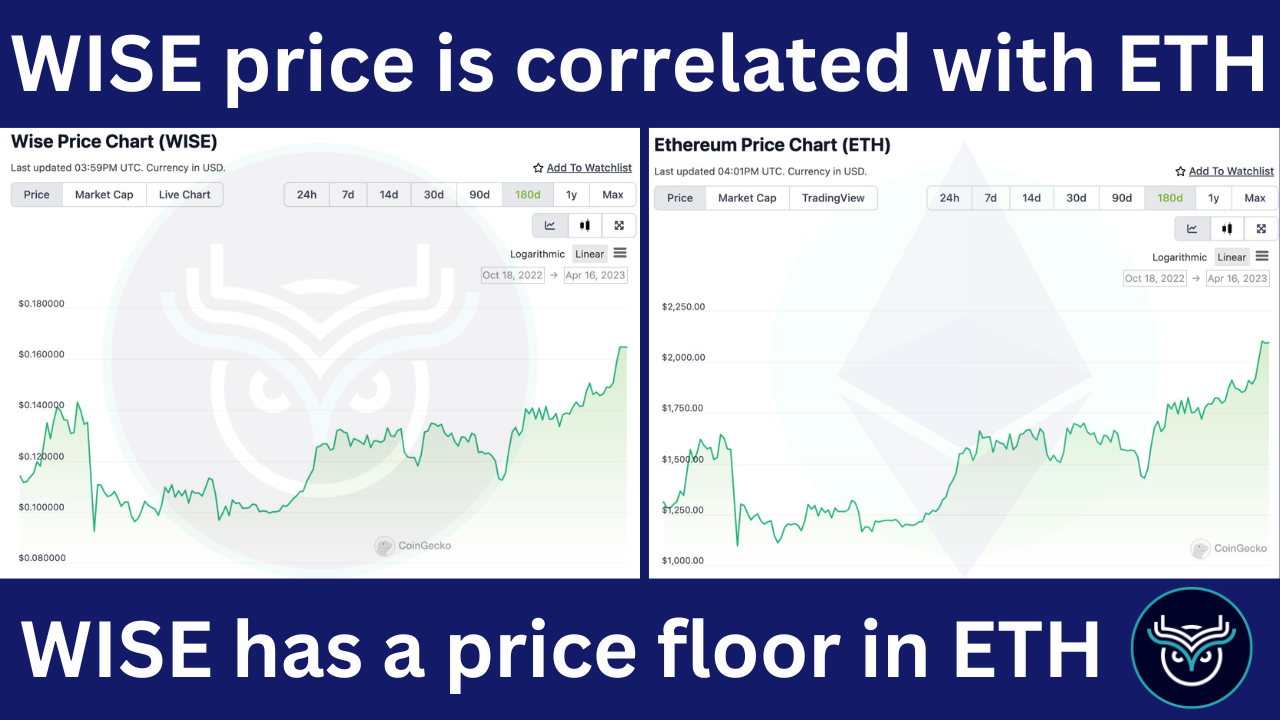 WISE price is correlated with ETH
Wise Price Chart (WISE)
Last updated 03:59PM UTC. Currency in USD.
Add To Watchlist
Price Market Cap Live Chart
24h 7d 14d 30d 90d 180d 1y Max
Logarithmic Linear
Oct 18, 2022 → Apr 16, 2023
$0.180000
$0.160000
$0.140000
$0.120000
$0.100000
$0.080000
CoinGecko
Ethereum Price Chart (ETH)
Last updated 04:01PM UTC. Currency in USD.
Add To Watchlist
Price Market Cap TradingView
24h 7d 14d 30d 90d 180d 1y Max
Logarithmic Linear
Oct 18, 2022 → Apr 16, 2023
$2,250.00
$2,000.00
$1,750.00
$1,500.00
$1,250.00
$1,000.00
CoinGecko
WISE has a price floor in ETH